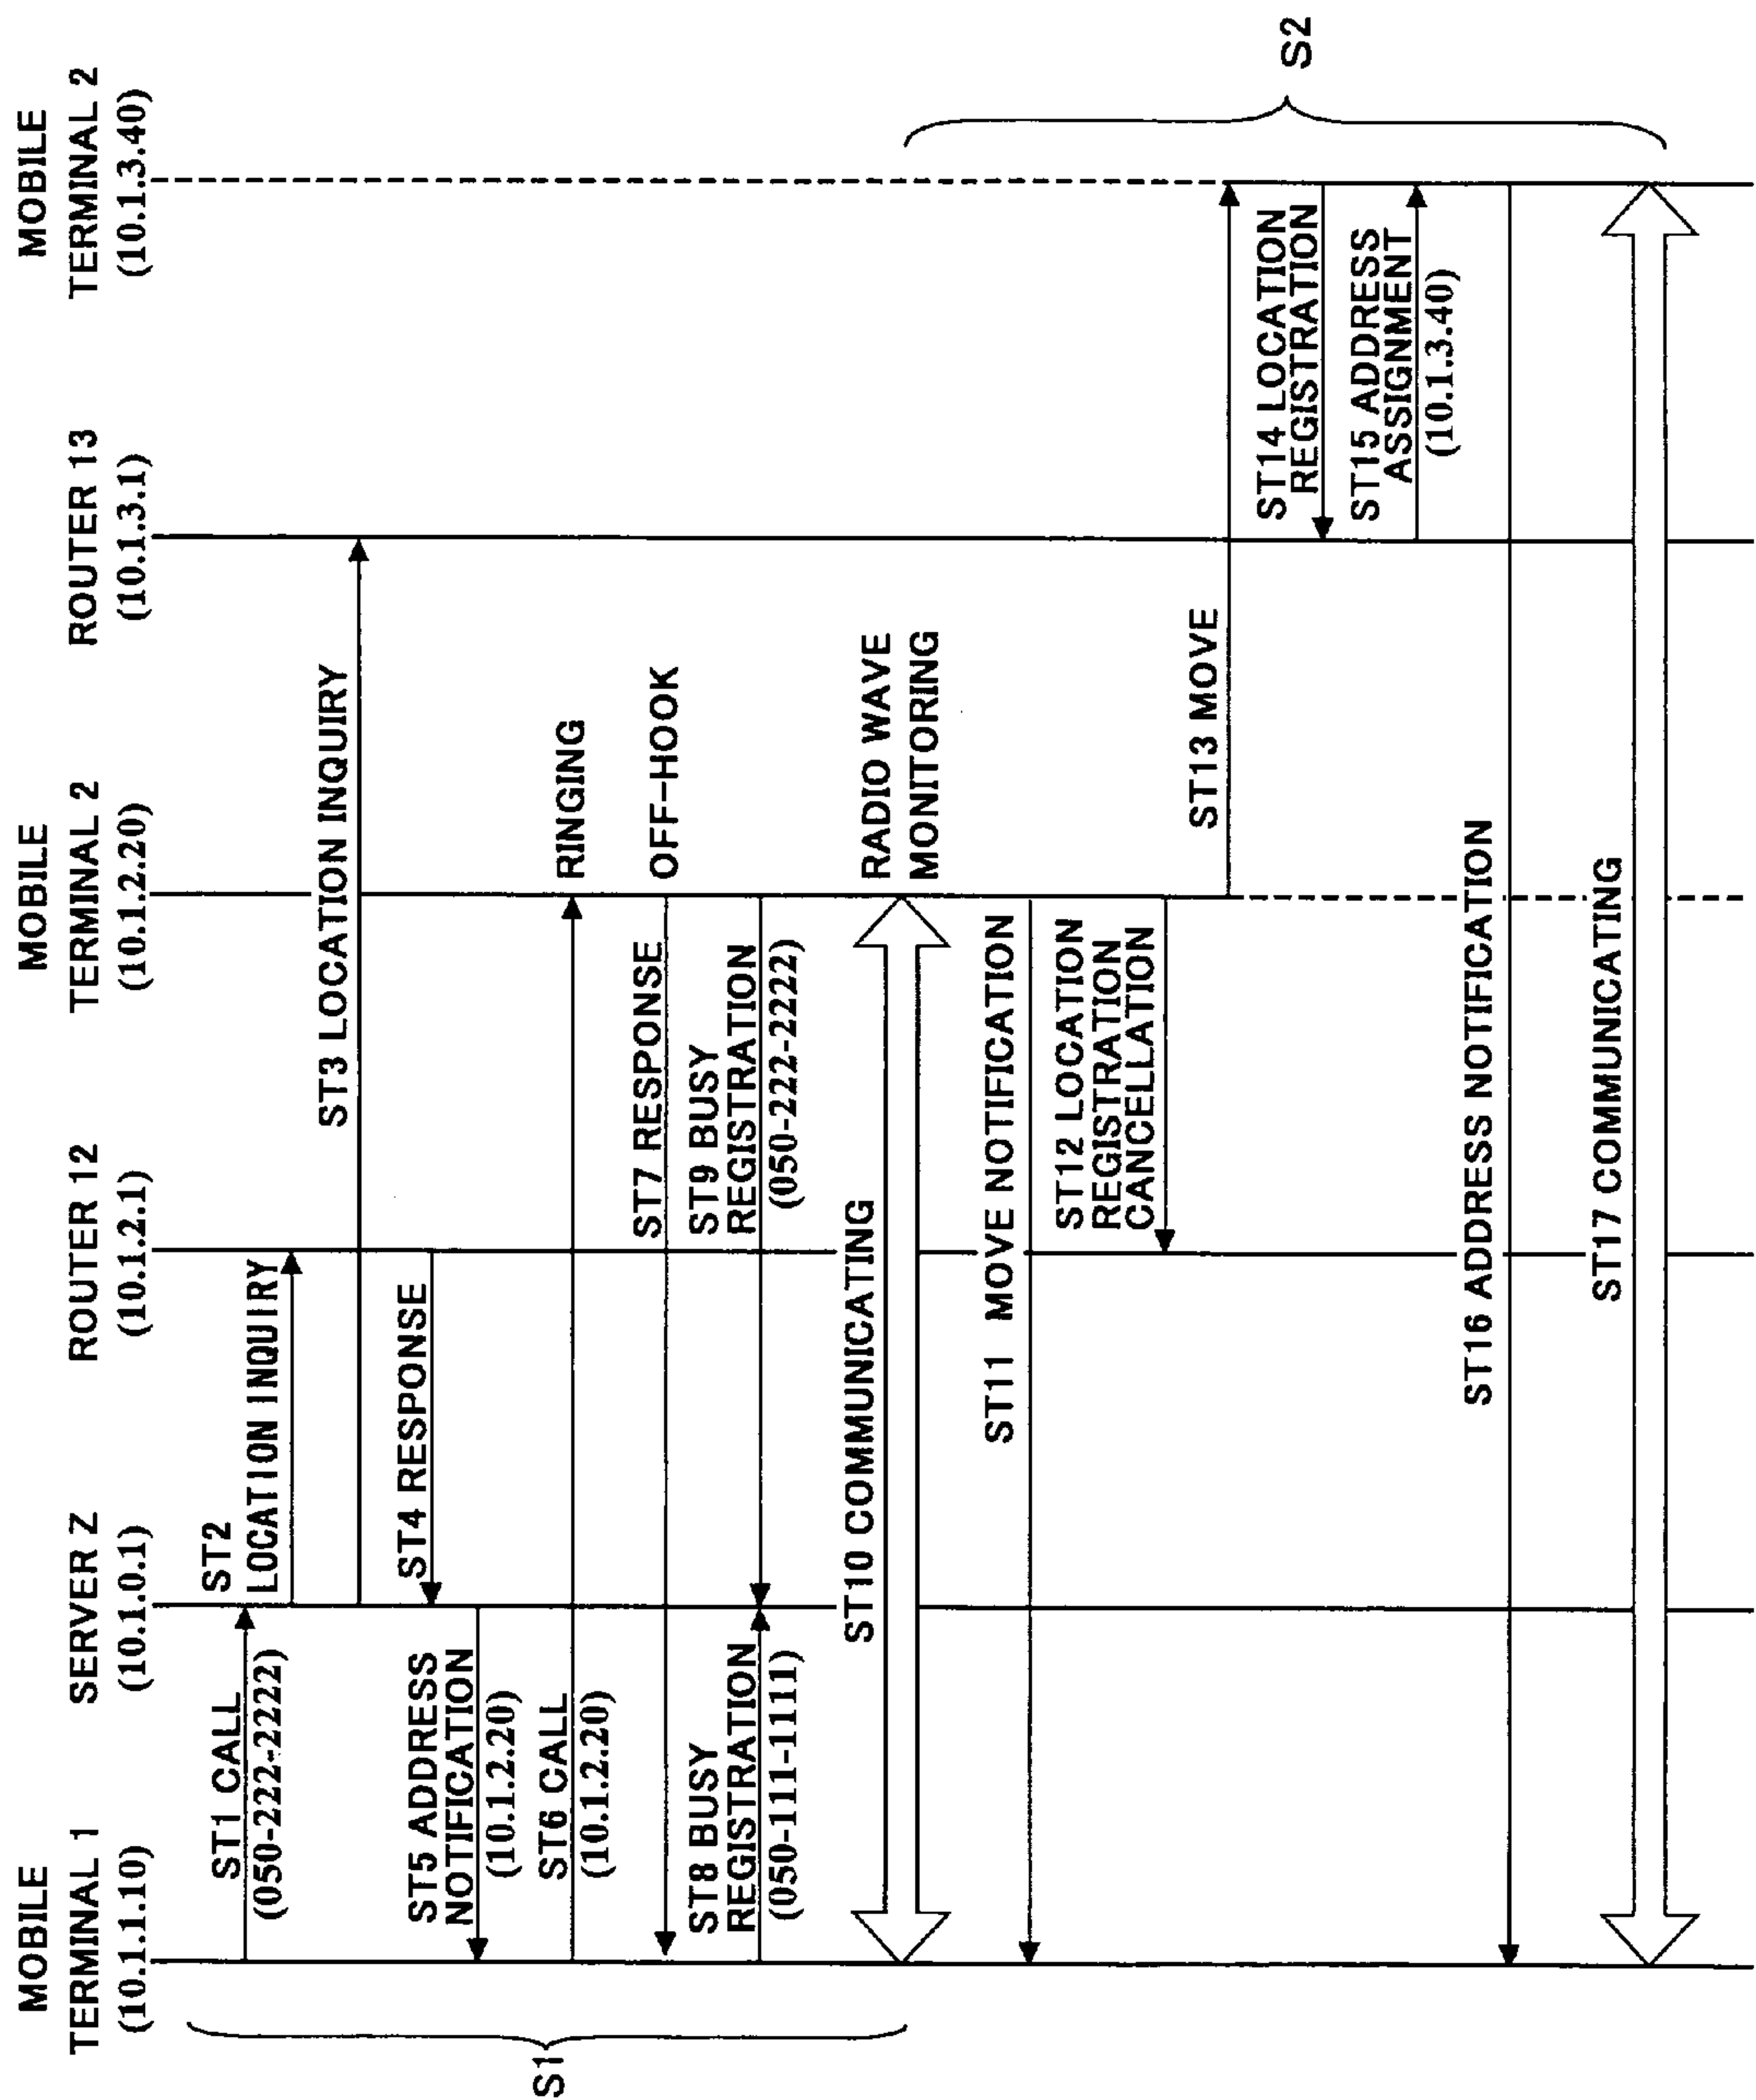 MOBILE
TERMINAL 1
(10.1.1.10)
SERVER Z
(10.1.0.1)
ROUTER 12
(10.1.2.1)
MOBILE
TERMINAL 2
(10.1.2.20)
ROUTER 13
(10.1.3.1)
MOBILE
TERMINAL 2
(10.1.3.40)
S1
ST1 CALL
(050-222-2222)
ST2
LOCATION INQUIRY
ST3 LOCATION INQUIRY
ST4 RESPONSE
ST5 ADDRESS
NOTIFICATION
(10.1.2.20)
ST6 CALL
(10.1.2.20)
RINGING
OFF-HOOK
ST7 RESPONSE
ST8 BUSY
REGISTRATION
(050-111-1111)
ST9 BUSY
REGISTRATION
(050-222-2222)
ST10 COMMUNICATING
RADIO WAVE
MONITORING
ST11 MOVE NOTIFICATION
ST12 LOCATION
REGISTRATION
CANCELLATION
ST13 MOVE
ST14 LOCATION
REGISTRATION
ST15 ADDRESS
ASSIGNMENT
(10.1.3.40)
ST16 ADDRESS NOTIFICATION
ST17 COMMUNICATING
S2